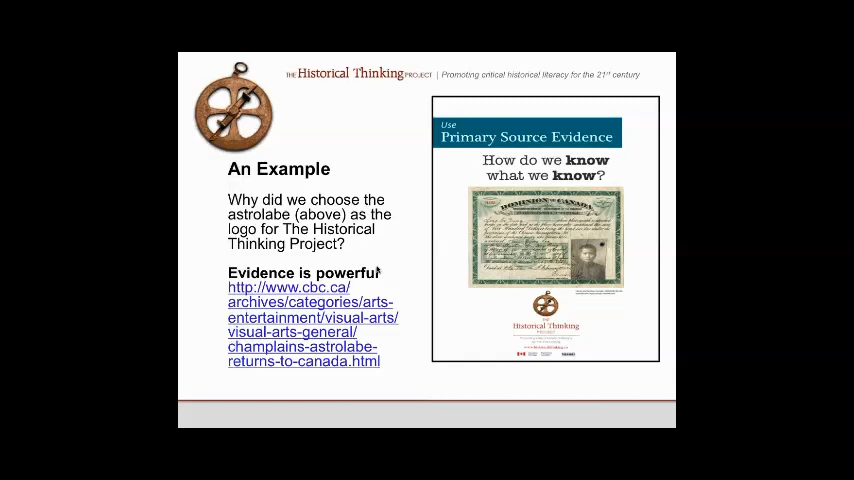 THE Historical Thinking PROJECT | Promoting critical historical literacy for the 21st century
An Example
Why did we choose the
astrolabe (above) as the
logo for The Historical
Thinking Project?
Evidence is powerful
http://www.cbc.ca/
archives/categories/arts-
entertainment/visual-arts/
visual-arts-general/
champlains-astrolabe-
returns-to-canada.html
Use
Primary Source Evidence
How do we know
what we know?
DOMINION OF CANADA
THE
Historical Thinking
PROJECT